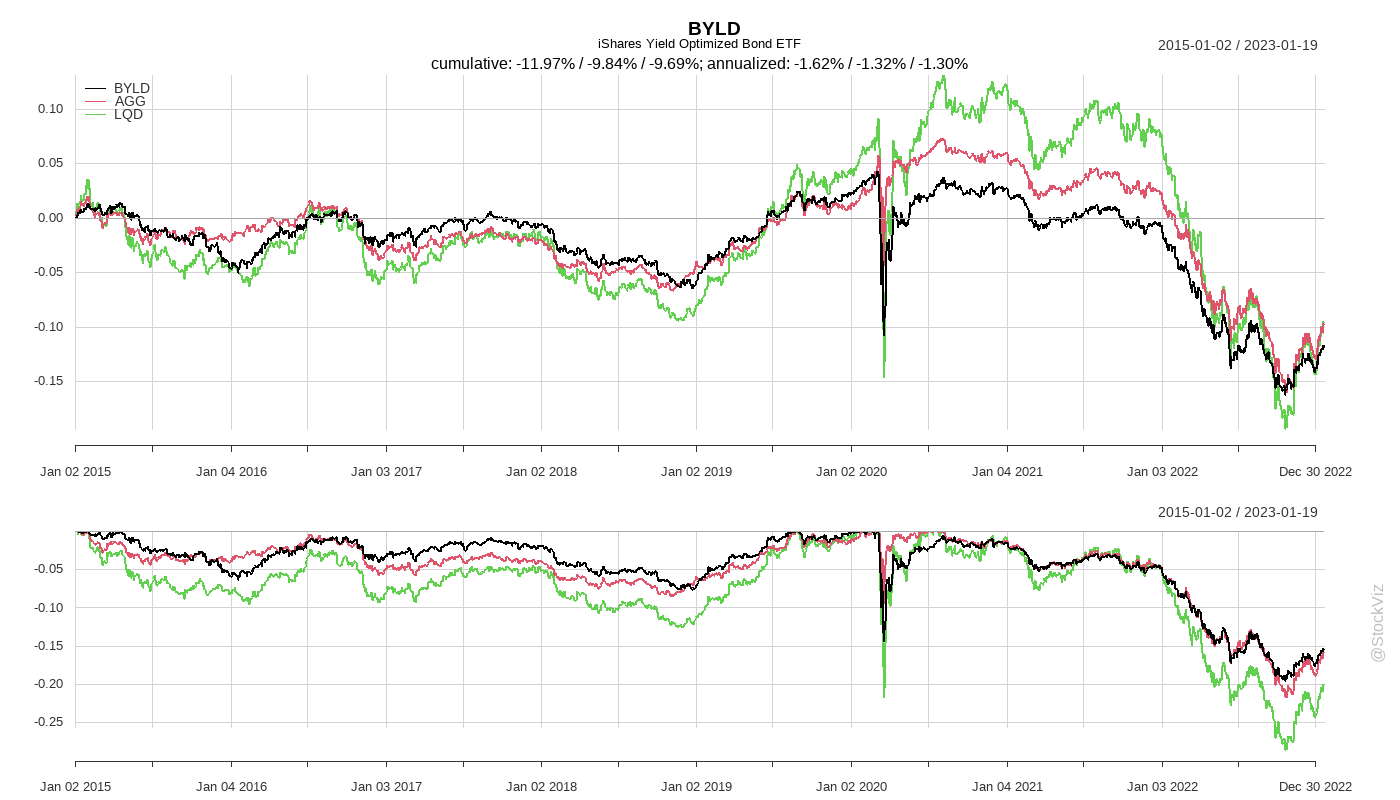 BYLD
iShares Yield Optimized Bond ETF
2015-01-02 / 2023-01-19
cumulative: -11.97% / -9.84% / -9.69%; annualized: -1.62% / -1.32% / -1.30%
BYLD
AGG
LQD
0.10
0.05
0.00
-0.05
-0.10
-0.15
Jan 02 2015 Jan 04 2016 Jan 03 2017 Jan 02 2018 Jan 02 2019 Jan 02 2020 Jan 04 2021 Jan 03 2022 Dec 30 2022
2015-01-02 / 2023-01-19
-0.05
-0.10
-0.15
-0.20
-0.25
Jan 02 2015 Jan 04 2016 Jan 03 2017 Jan 02 2018 Jan 02 2019 Jan 02 2020 Jan 04 2021 Jan 03 2022 Dec 30 2022
@StockViz